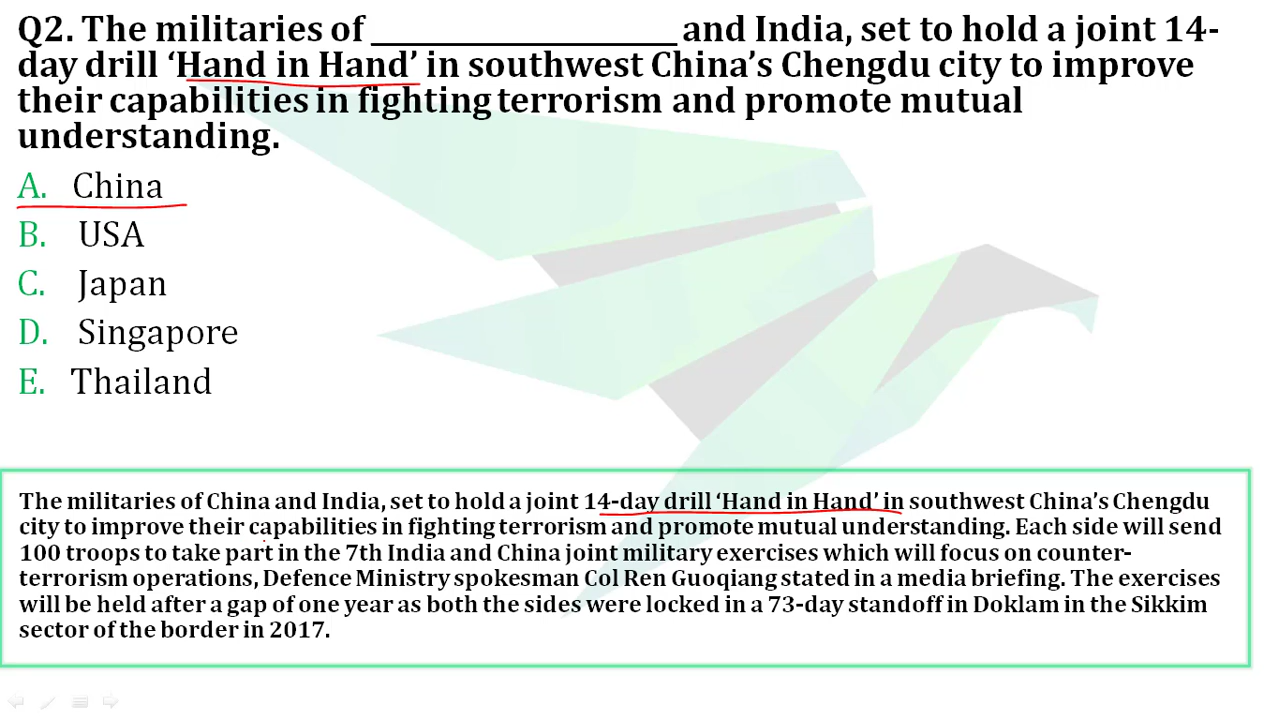 Q2. The militaries of ___________________ and India, set to hold a joint 14-
day drill ‘Hand in Hand’ in southwest China’s Chengdu city to improve
their capabilities in fighting terrorism and promote mutual
understanding.
A. China
B. USA
C. Japan
D. Singapore
E. Thailand
The militaries of China and India, set to hold a joint 14-day drill ‘Hand in Hand’ in southwest China’s Chengdu
city to improve their capabilities in fighting terrorism and promote mutual understanding. Each side will send
100 troops to take part in the 7th India and China joint military exercises which will focus on counter-
terrorism operations, Defence Ministry spokesman Col Ren Guoqiang stated in a media briefing. The exercises
will be held after a gap of one year as both the sides were locked in a 73-day standoff in Doklam in the Sikkim
sector of the border in 2017.